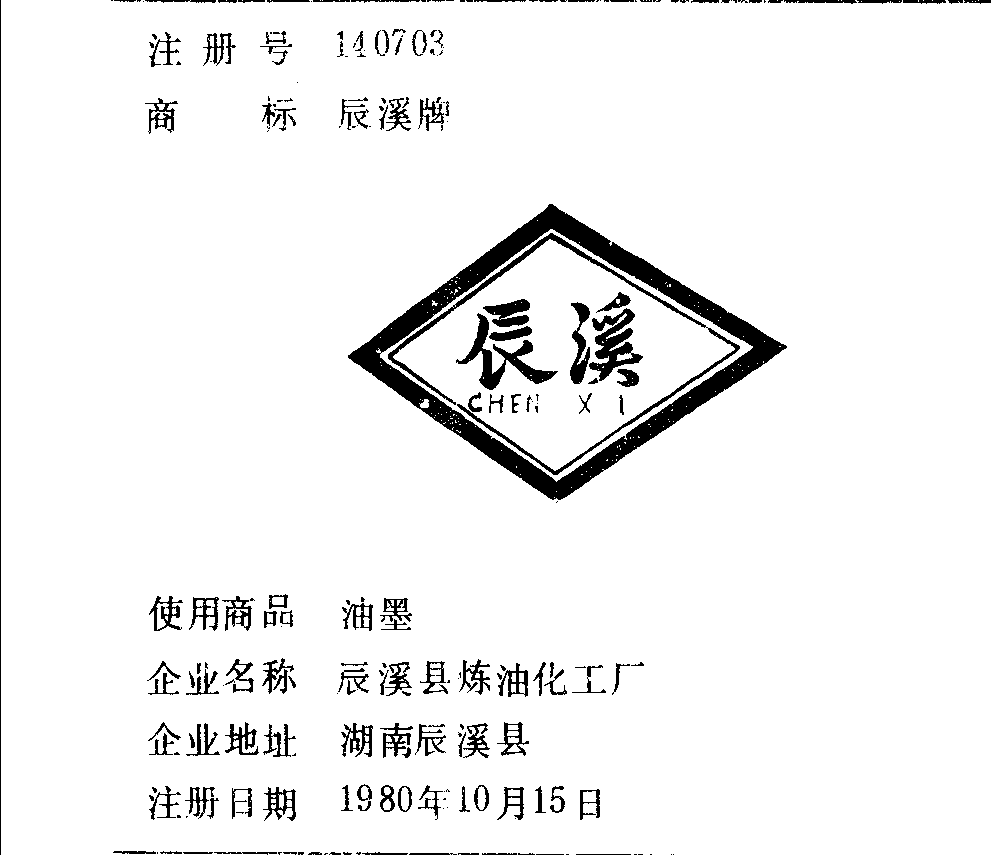 注册号 140703
商标 辰溪牌
辰溪
CHEN XI
使用商品 油墨
企业名称 辰溪县炼油化工厂
企业地址 湖南辰溪县
注册日期 1980年10月15日